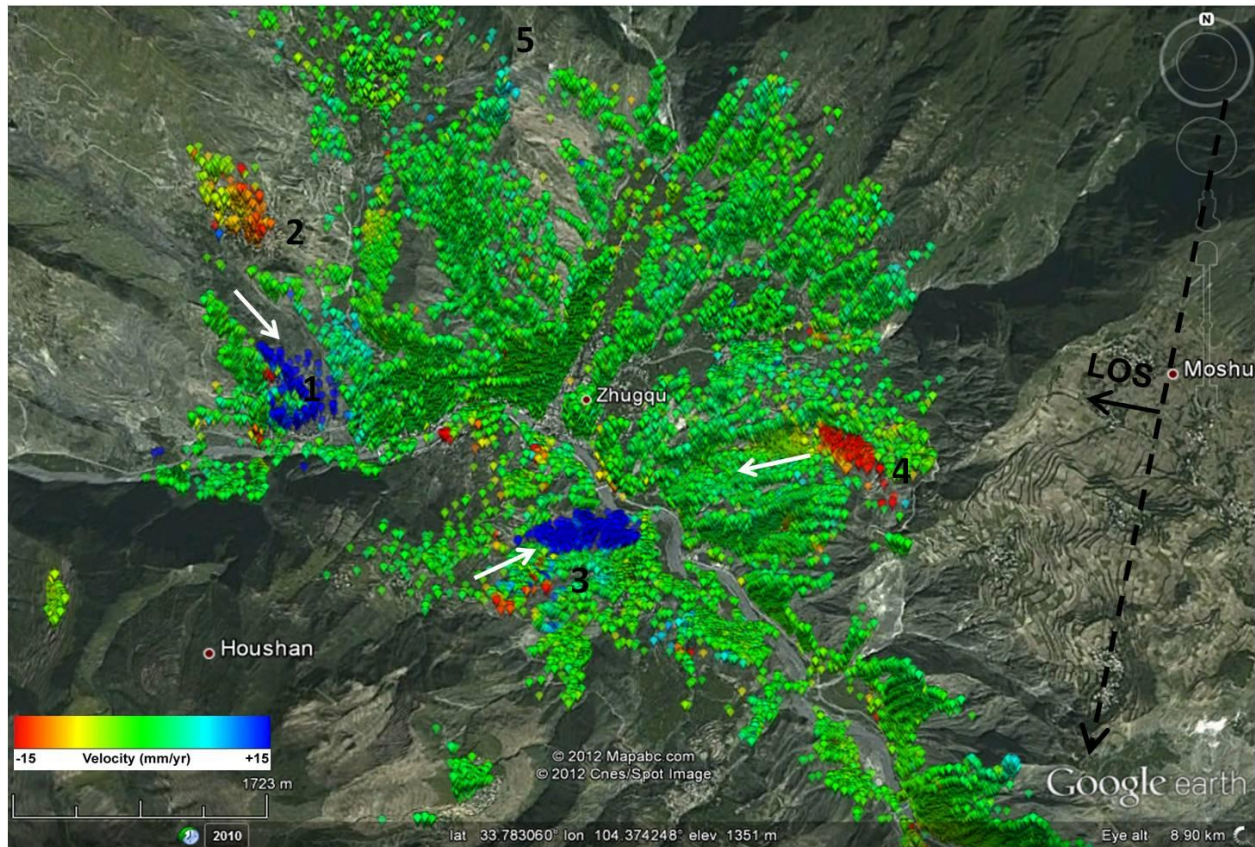 N
5
2
1
Zhugqu
LOS
Moshu
4
3
Houshan
-15 Velocity (mm/yr) +15
1723 m
© 2012 Mapabc.com
© 2012 Cnes/Spot Image
Google earth
2010
lat 33.783060° lon 104.374248° elev 1351 m
Eye alt 8.90 km